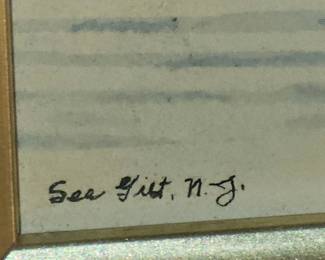 Sea Girt, N.J.